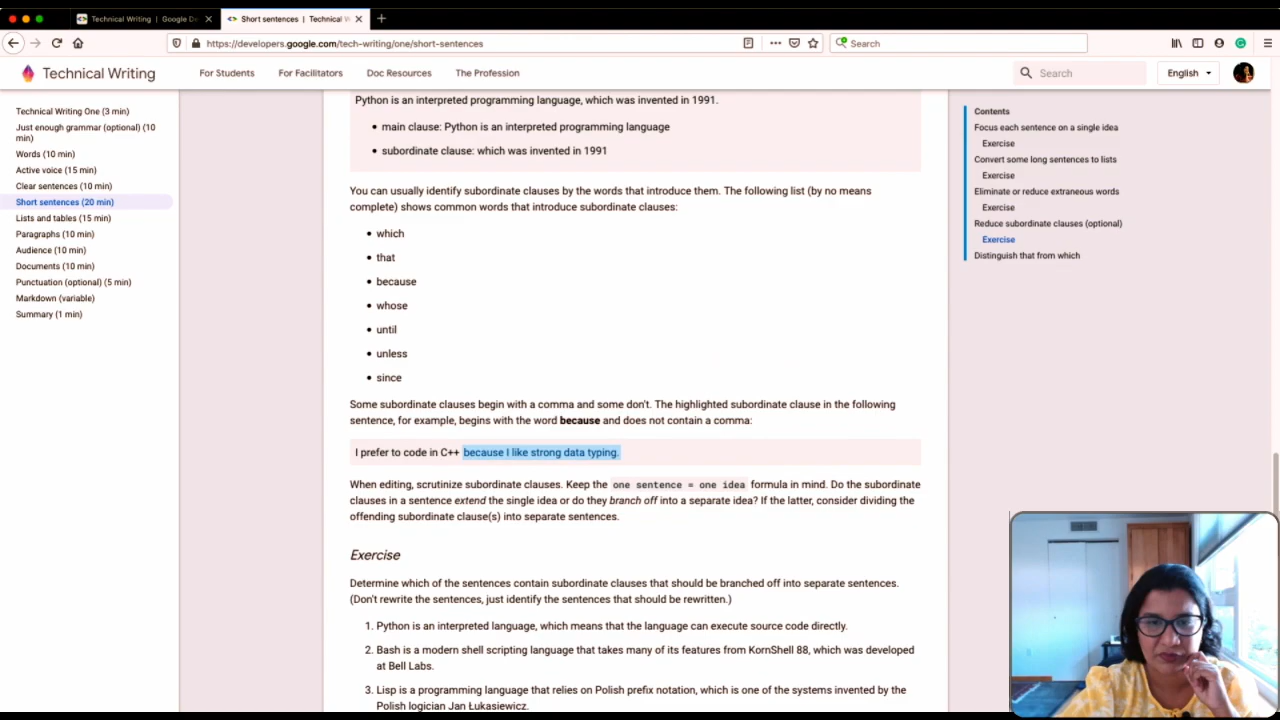 Technical Writing | Google De
Short sentences | Technical W
https://developers.google.com/tech-writing/one/short-sentences
Search
Technical Writing
For Students
For Facilitators
Doc Resources
The Profession
Search
English
Technical Writing One (3 min)
Just enough grammar (optional) (10
min)
Words (10 min)
Active voice (15 min)
Clear sentences (10 min)
Short sentences (20 min)
Lists and tables (15 min)
Paragraphs (10 min)
Audience (10 min)
Documents (10 min)
Punctuation (optional) (5 min)
Markdown (variable)
Summary (1 min)
Python is an interpreted programming language, which was invented in 1991.
• main clause: Python is an interpreted programming language
• subordinate clause: which was invented in 1991
You can usually identify subordinate clauses by the words that introduce them. The following list (by no means
complete) shows common words that introduce subordinate clauses:
• which
• that
• because
• whose
• until
• unless
• since
Some subordinate clauses begin with a comma and some don't. The highlighted subordinate clause in the following
sentence, for example, begins with the word because and does not contain a comma:
I prefer to code in C++ because I like strong data typing.
When editing, scrutinize subordinate clauses. Keep the one sentence = one idea formula in mind. Do the subordinate
clauses in a sentence extend the single idea or do they branch off into a separate idea? If the latter, consider dividing the
offending subordinate clause(s) into separate sentences.
Exercise
Determine which of the sentences contain subordinate clauses that should be branched off into separate sentences.
(Don't rewrite the sentences, just identify the sentences that should be rewritten.)
1. Python is an interpreted language, which means that the language can execute source code directly.
2. Bash is a modern shell scripting language that takes many of its features from KornShell 88, which was developed
at Bell Labs.
3. Lisp is a programming language that relies on Polish prefix notation, which is one of the systems invented by the
Polish logician Jan Łukasiewicz.
Contents
Focus each sentence on a single idea
Exercise
Convert some long sentences to lists
Exercise
Eliminate or reduce extraneous words
Exercise
Reduce subordinate clauses (optional)
Exercise
Distinguish that from which